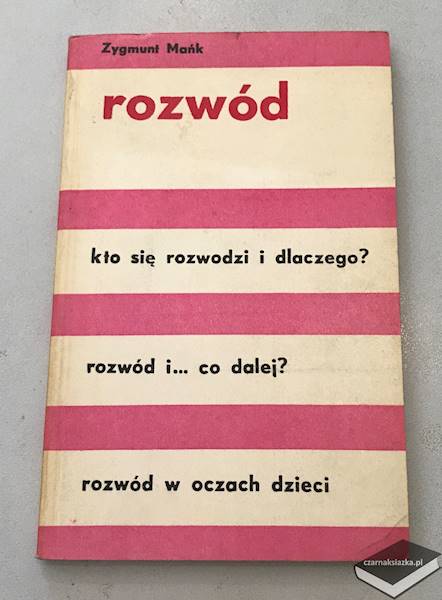 Zygmunt Mańk
rozwód
kto się rozwodzi i dlaczego?
rozwód i... co dalej?
rozwód w oczach dzieci
czarnaksiazka.pl